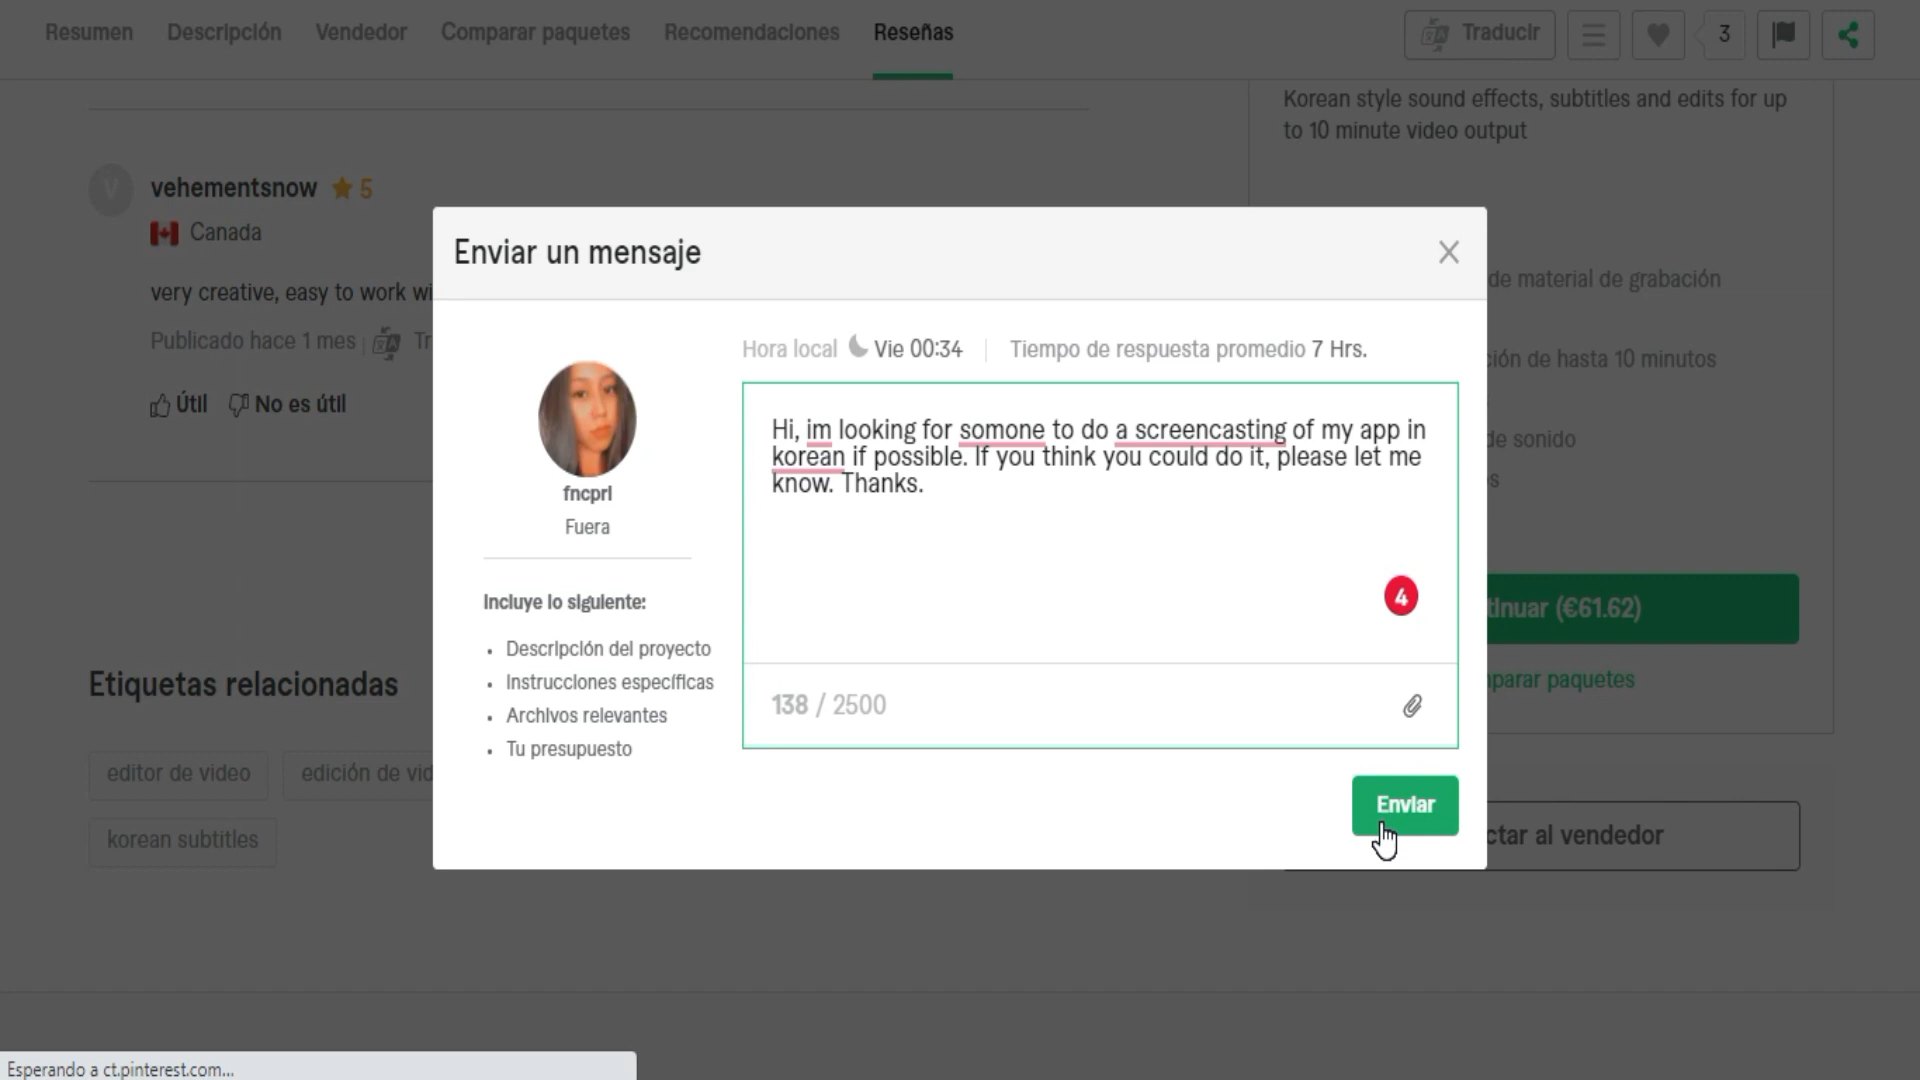 Resumen Descripción Vendedor Comparar paquetes Recomendaciones Reseñas Traducir 3
Korean style sound effects, subtitles and edits for up
to 10 minute video output
V vehementsnow 5
Canada
very creative, easy to work wi
Publicado hace 1 mes | Tr
Útil No es útil
Enviar un mensaje
Hora local Vie 00:34 Tiempo de respuesta promedio 7 Hrs.
fncprl
Fuera
Incluye lo siguiente:
• Descripción del proyecto
• Instrucciones específicas
• Archivos relevantes
• Tu presupuesto
Hi, im looking for somone to do a screencasting of my app in
korean if possible. If you think you could do it, please let me
know. Thanks.
4
138 / 2500
Enviar
de material de grabación
ión de hasta 10 minutos
de sonido
s
tinuar (€61.62)
parar paquetes
ctar al vendedor
Etiquetas relacionadas
editor de video edición de vid
korean subtitles
Esperando a ct.pinterest.com...